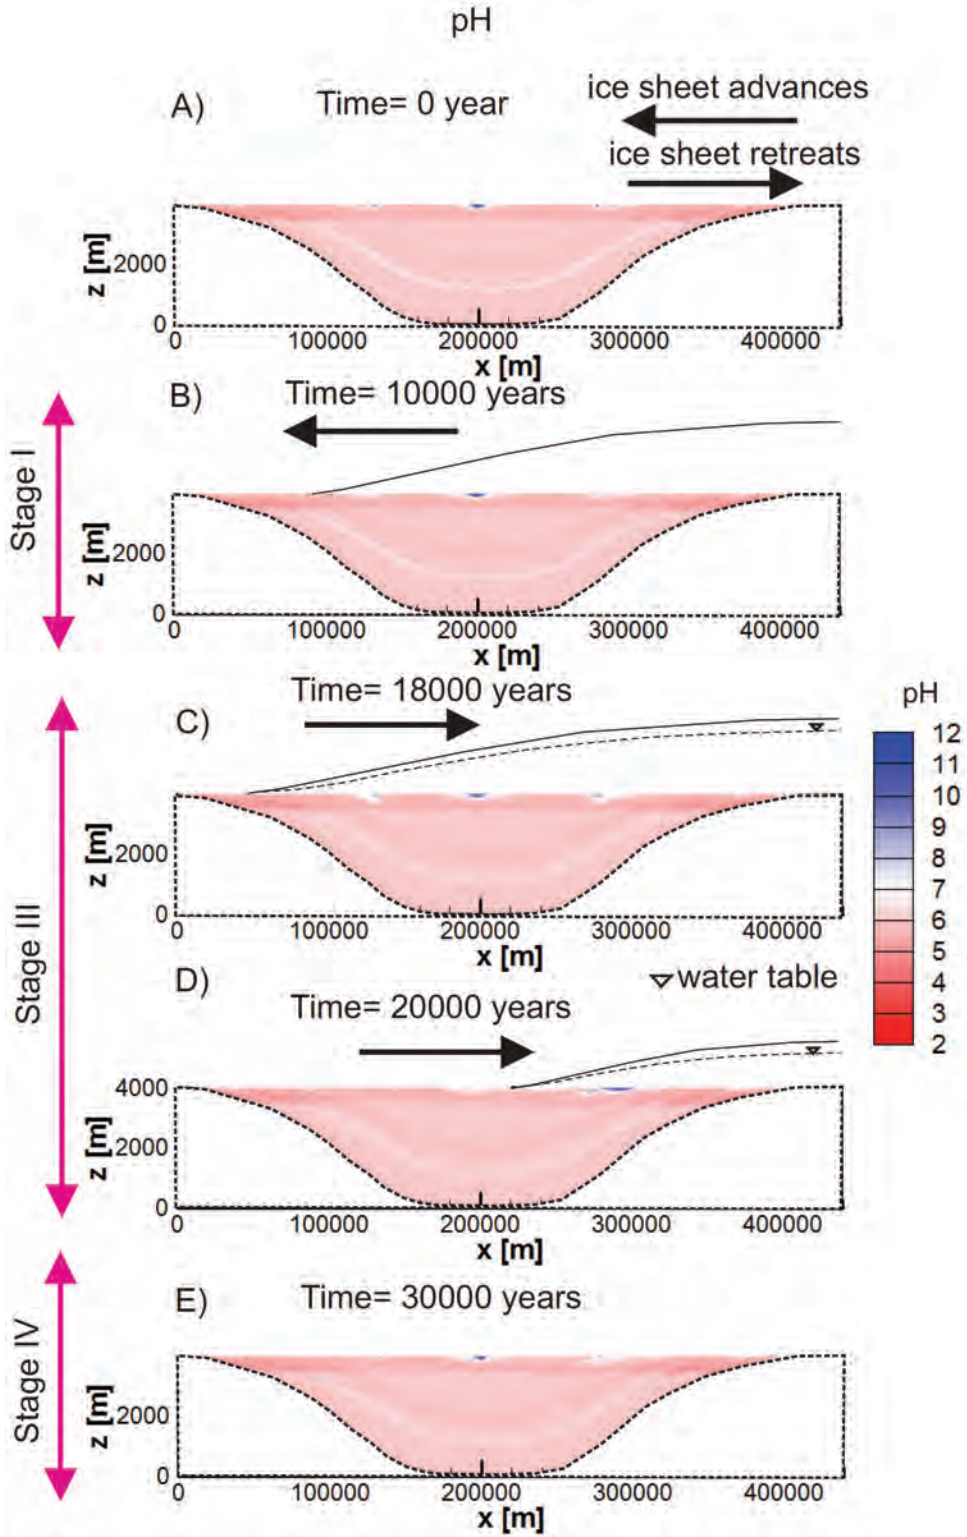 pH
A)
Time= 0 year
ice sheet advances
ice sheet retreats
z [m]
2000
0
0 100000 200000 300000 400000
x [m]
Stage I
B)
Time= 10000 years
z [m]
2000
0
0 100000 200000 300000 400000
x [m]
Stage III
C)
Time= 18000 years
z [m]
2000
0
0 100000 200000 300000 400000
x [m]
pH
12
11
10
9
8
7
6
5
4
3
2
D)
water table
Time= 20000 years
z [m]
4000
2000
0
0 100000 200000 300000 400000
x [m]
Stage IV
E)
Time= 30000 years
z [m]
2000
0
0 100000 200000 300000 400000
x [m]